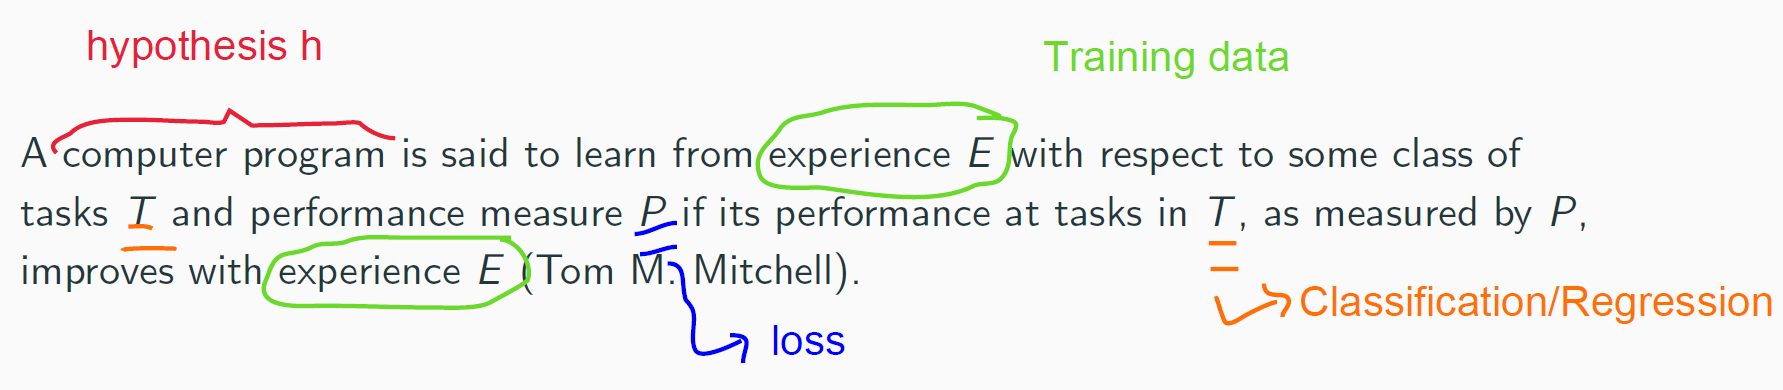 hypothesis h
Training data
A computer program is said to learn from experience E with respect to some class of
tasks T and performance measure P if its performance at tasks in T, as measured by P,
improves with experience E (Tom M. Mitchell).
Classification/Regression
loss